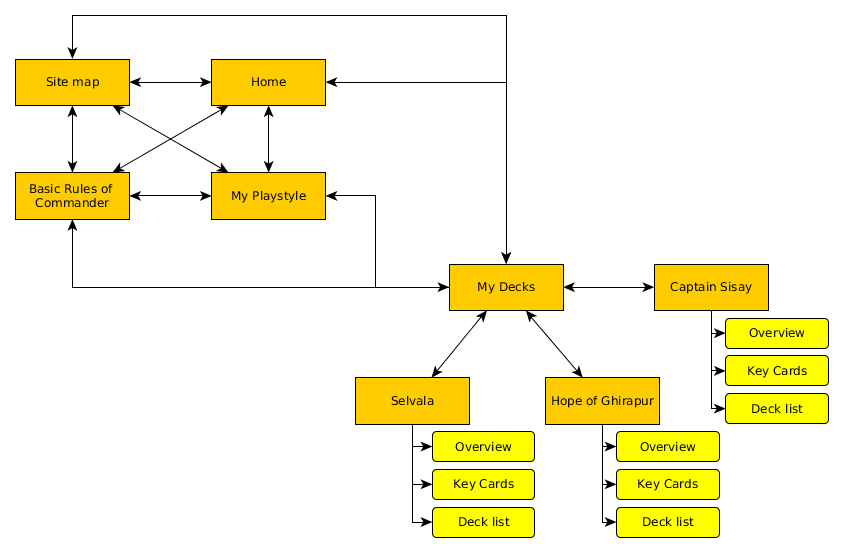 Site map
Home
Basic Rules of
Commander
My Playstyle
My Decks
Captain Sisay
Overview
Key Cards
Deck list
Selvala
Hope of Ghirapur
Overview
Key Cards
Deck list
Overview
Key Cards
Deck list